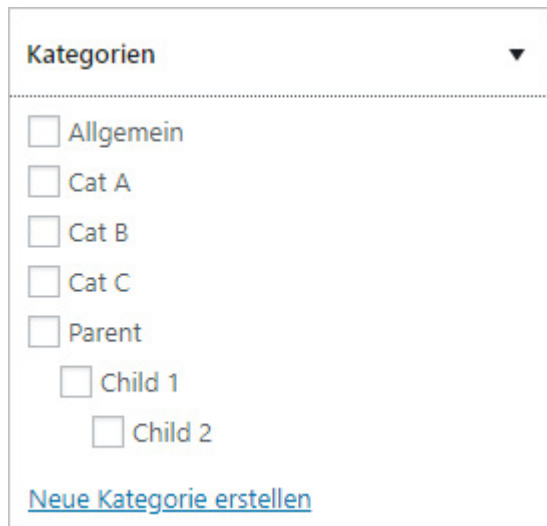 Kategorien
Allgemein
Cat A
Cat B
Cat C
Parent
Child 1
Child 2
Neue Kategorie erstellen